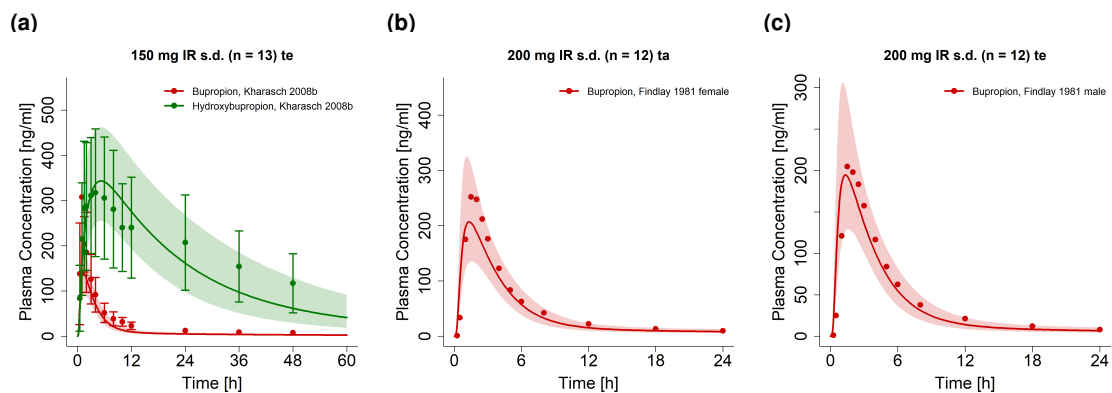 (a)
150 mg IR s.d. (n = 13) te
Bupropion, Kharasch 2008b
Hydroxybupropion, Kharasch 2008b
Plasma Concentration [ng/ml]
0
100
200
300
400
500
0
12
24
36
48
60
Time [h]
(b)
200 mg IR s.d. (n = 12) ta
Bupropion, Findlay 1981 female
Plasma Concentration [ng/ml]
0
100
200
300
400
0
6
12
18
24
Time [h]
(c)
200 mg IR s.d. (n = 12) te
Bupropion, Findlay 1981 male
Plasma Concentration [ng/ml]
0
50
100
200
300
0
6
12
18
24
Time [h]